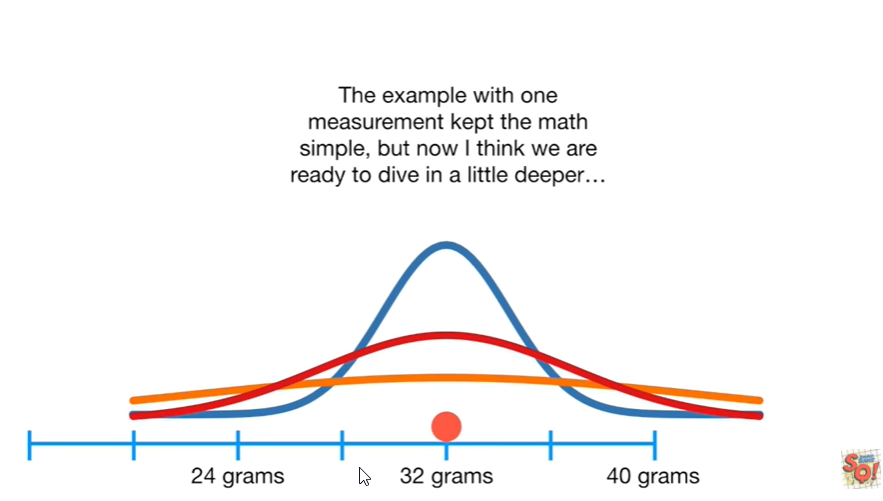 The example with one
measurement kept the math
simple, but now I think we are
ready to dive in a little deeper…
24 grams 32 grams 40 grams
SQ!